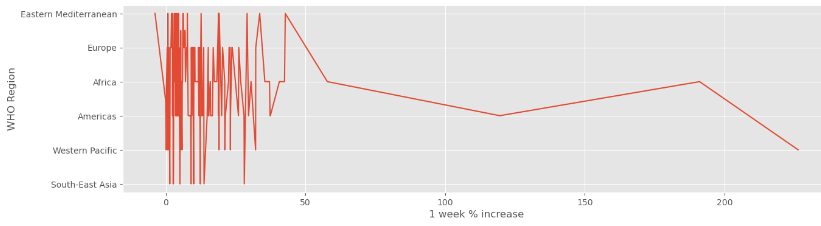 Eastern Mediterranean
Europe
Africa
Americas
Western Pacific
South-East Asia
WHO Region
0 50 100 150 200
1 week % increase